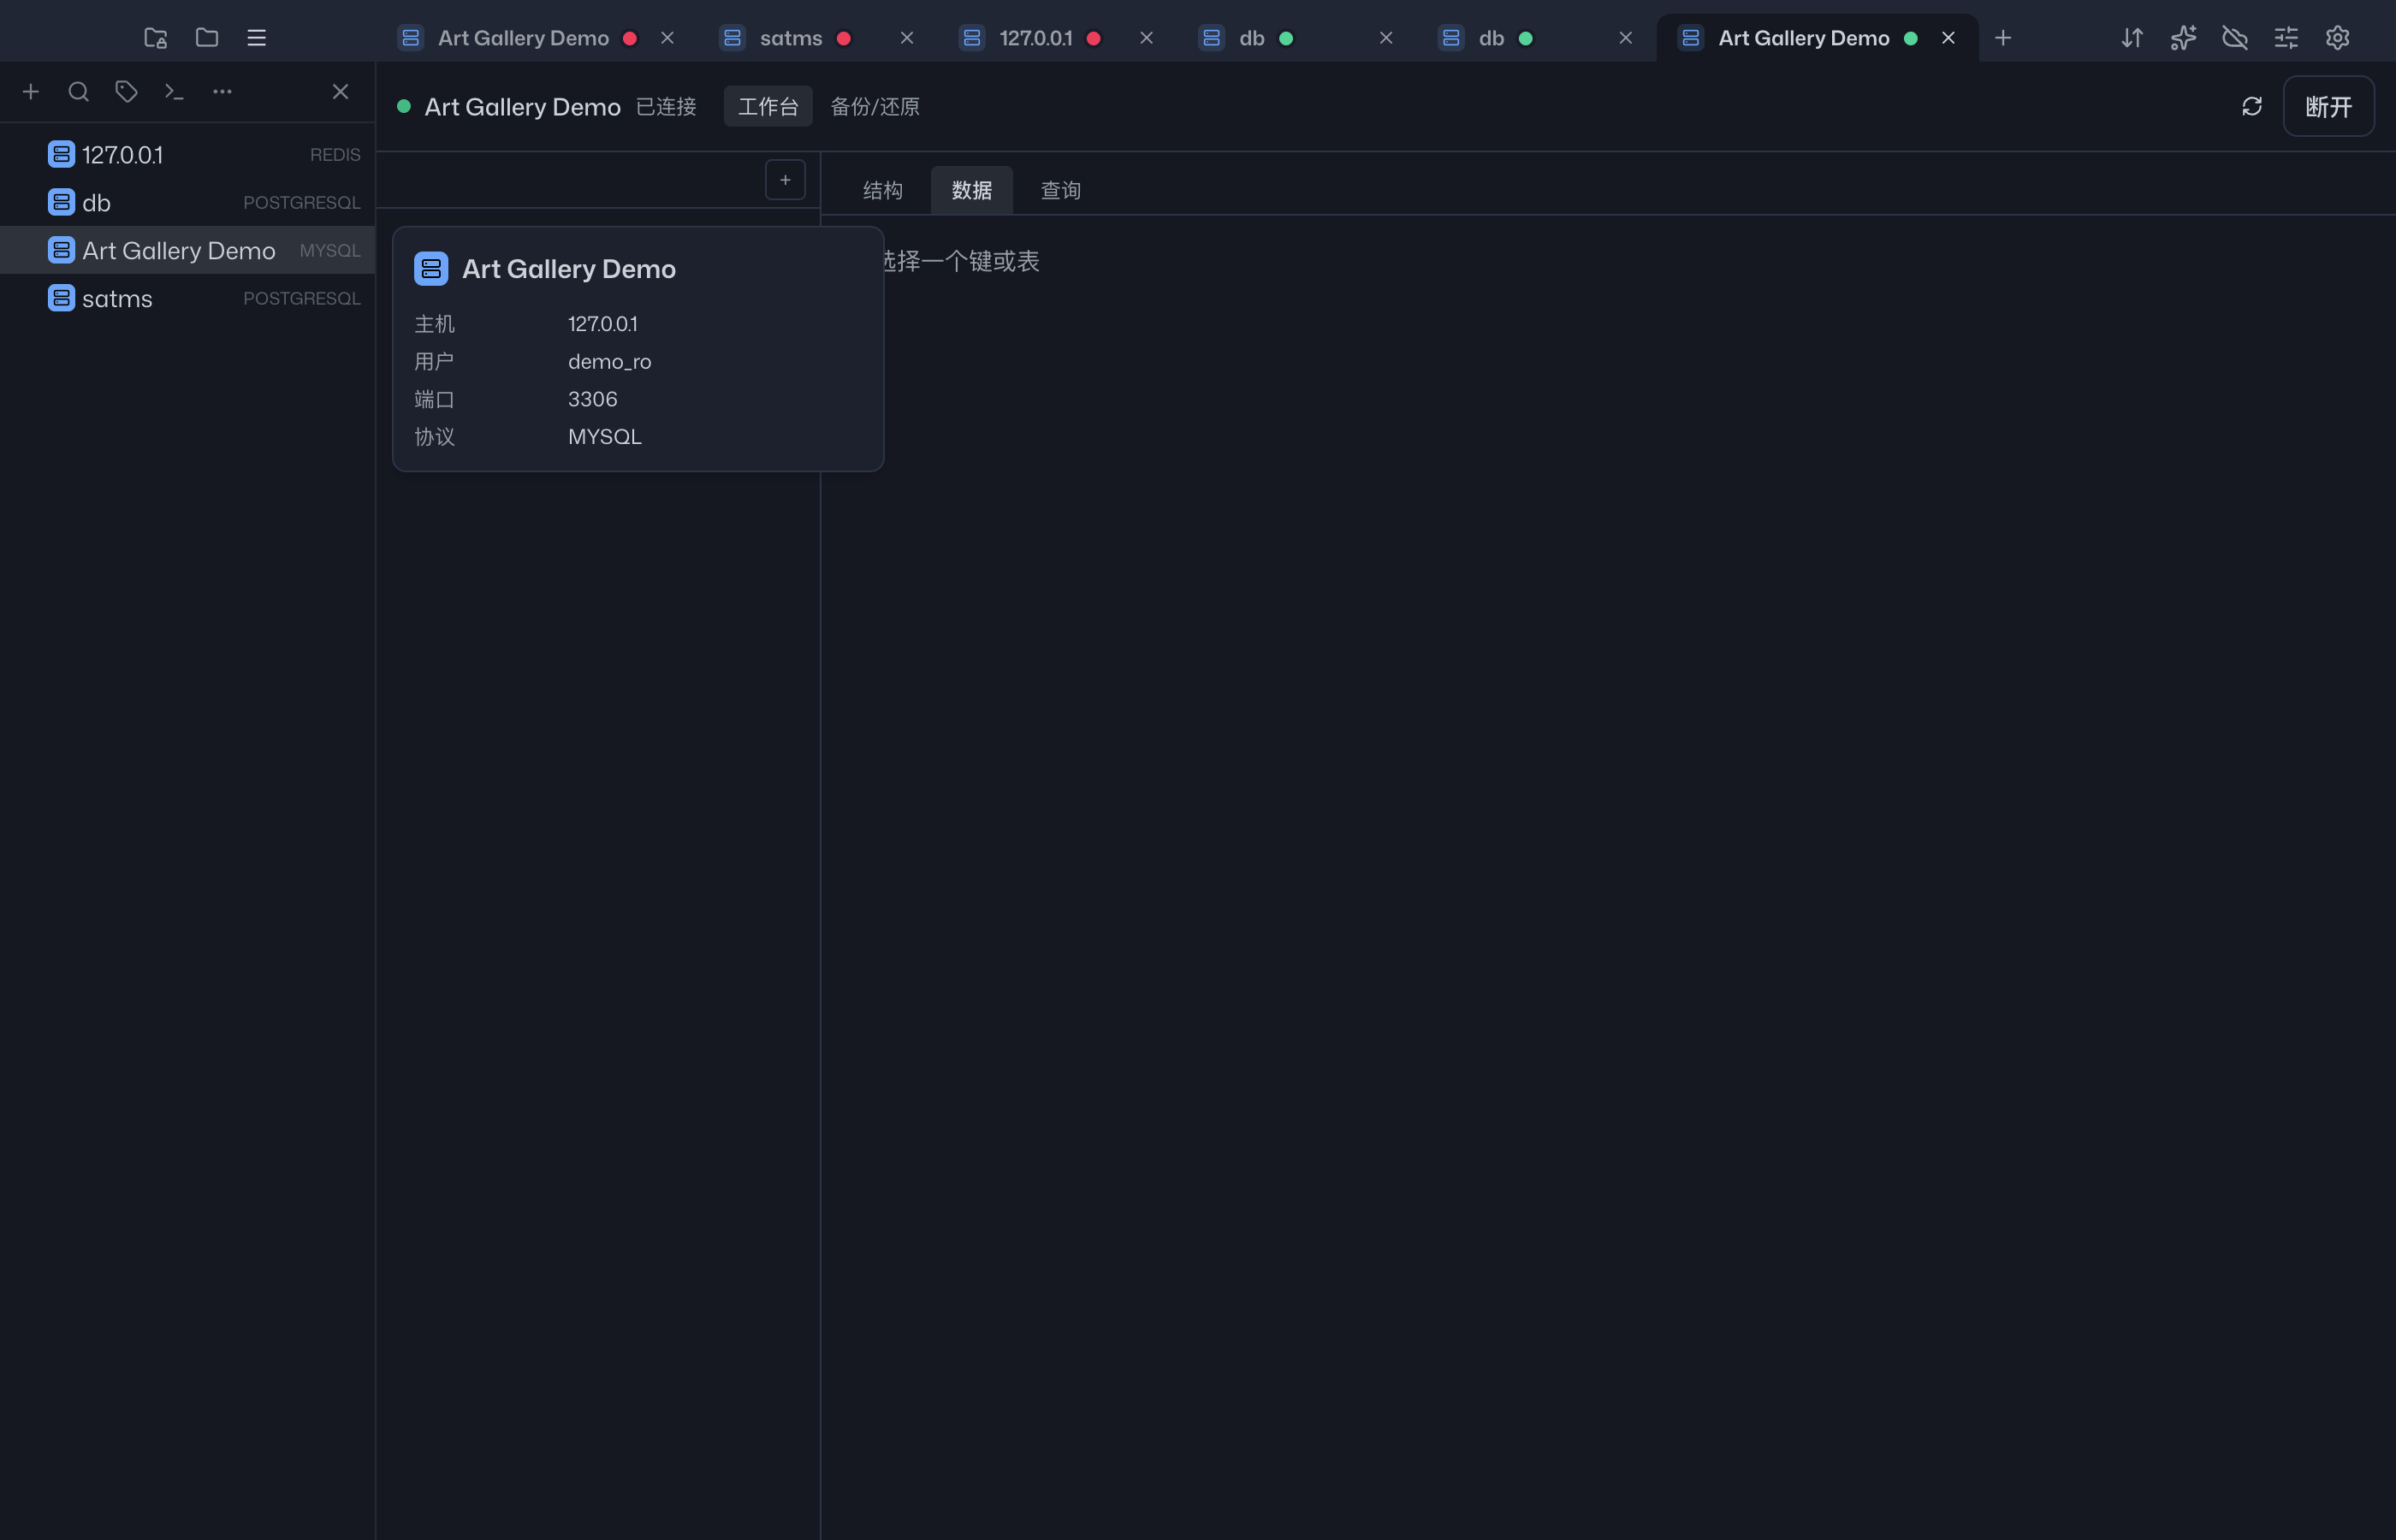 Art Gallery Demo
satms
127.0.0.1
db
db
Art Gallery Demo
127.0.0.1 REDIS
db POSTGRESQL
Art Gallery Demo MYSQL
satms POSTGRESQL
Art Gallery Demo 已连接 工作台 备份/还原
断开
结构 数据 查询
Art Gallery Demo
主机 127.0.0.1
用户 demo_ro
端口 3306
协议 MYSQL
选择一个键或表